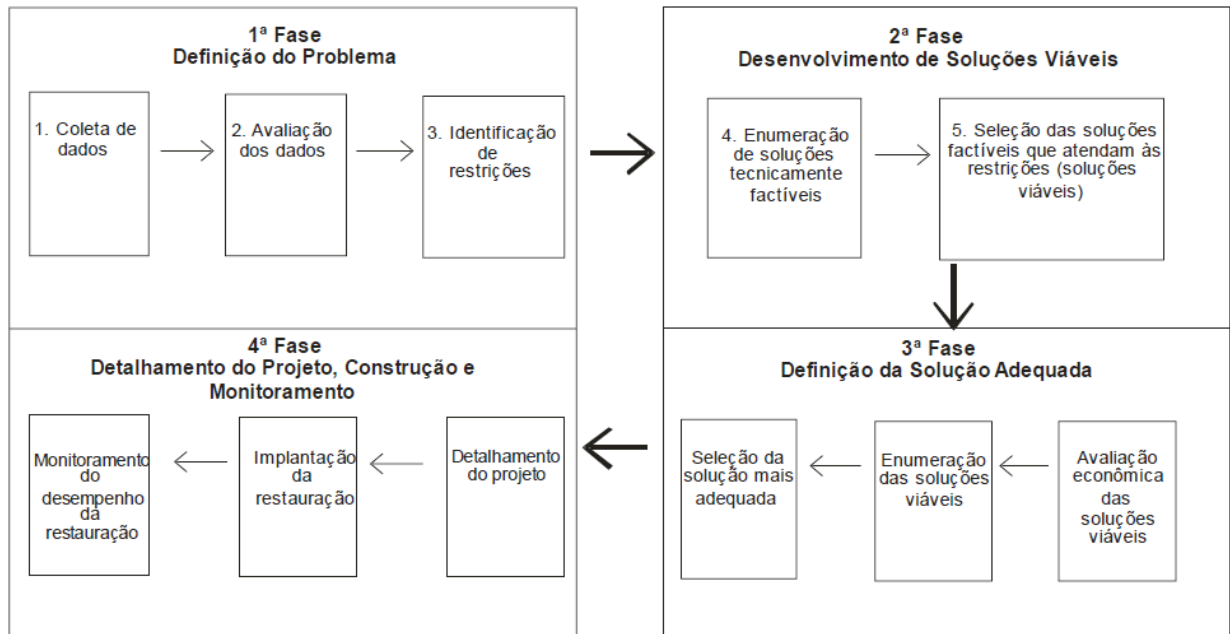 1ª Fase
Definição do Problema
1. Coleta de
dados
2. Avaliação
dos dados
3. Identificação
de
restrições
2ª Fase
Desenvolvimento de Soluções Viáveis
4. Enumeração
de soluções
tecnicamente
factíveis
5. Seleção das soluções
factíveis que atendam às
restrições (soluções
viáveis)
3ª Fase
Definição da Solução Adequada
Avaliação
econômica
das
soluções
viáveis
Enumeração
das soluções
viáveis
Seleção da
solução mais
adequada
4ª Fase
Detalhamento do Projeto, Construção e
Monitoramento
Detalhamento
do projeto
Implantação
da
restauração
Monitoramento
do
desempenho
da
restauração